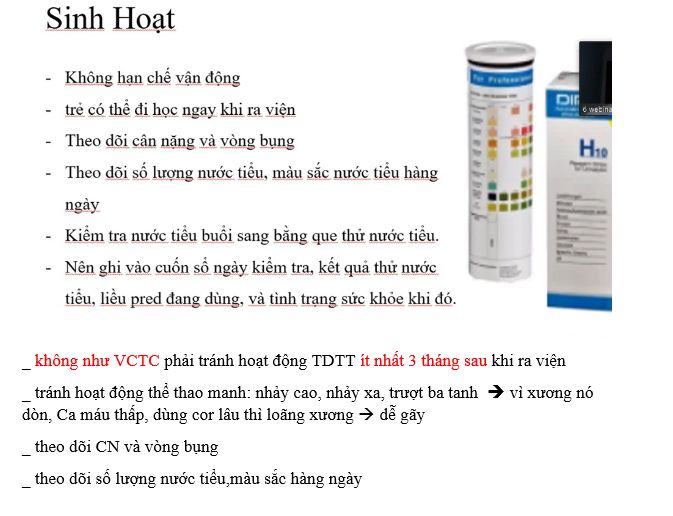 Sinh Hoạt
- Không hạn chế vận động
- trẻ có thể đi học ngay khi ra viện
- Theo dõi cân nặng và vòng bụng
- Theo dõi số lượng nước tiểu, màu sắc nước tiểu hàng
ngày
- Kiểm tra nước tiểu buổi sang bằng que thử nước tiểu.
- Nên ghi vào cuốn sổ ngày kiểm tra, kết quả thử nước
tiểu, liều pred đang dùng, và tình trạng sức khỏe khi đó.
For Professional
6 webina
DIR
H10
_ không như VCTC phải tránh hoạt động TDTT ít nhất 3 tháng sau khi ra viện
_ tránh hoạt động thể thao manh: nhảy cao, nhảy xa, trượt ba tanh ➔ vì xương nó
dòn, Ca máu thấp, dùng cor lâu thì loãng xương → dễ gãy
_ theo dõi CN và vòng bụng
_ theo dõi số lượng nước tiểu,màu sắc hàng ngày